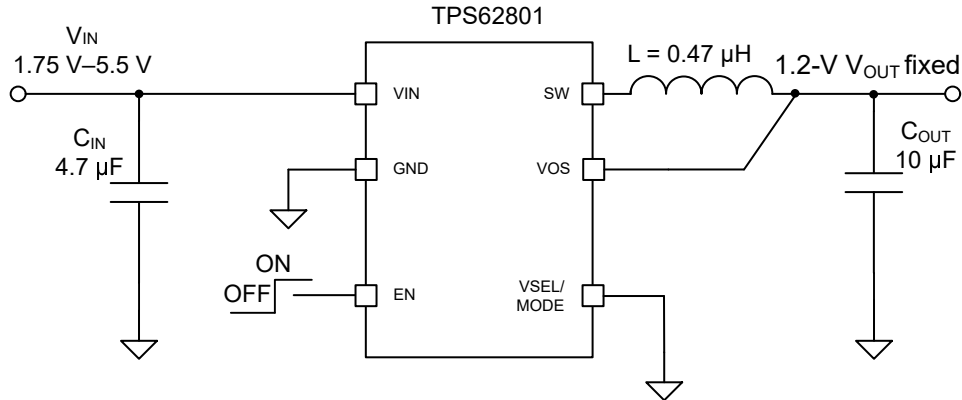 TPS62801
VIN
1.75 V–5.5 V
L = 0.47 µH
1.2-V VOUT fixed
VIN
SW
CIN
4.7 µF
GND
VOS
COUT
10 µF
ON
OFF
EN
VSEL/
MODE